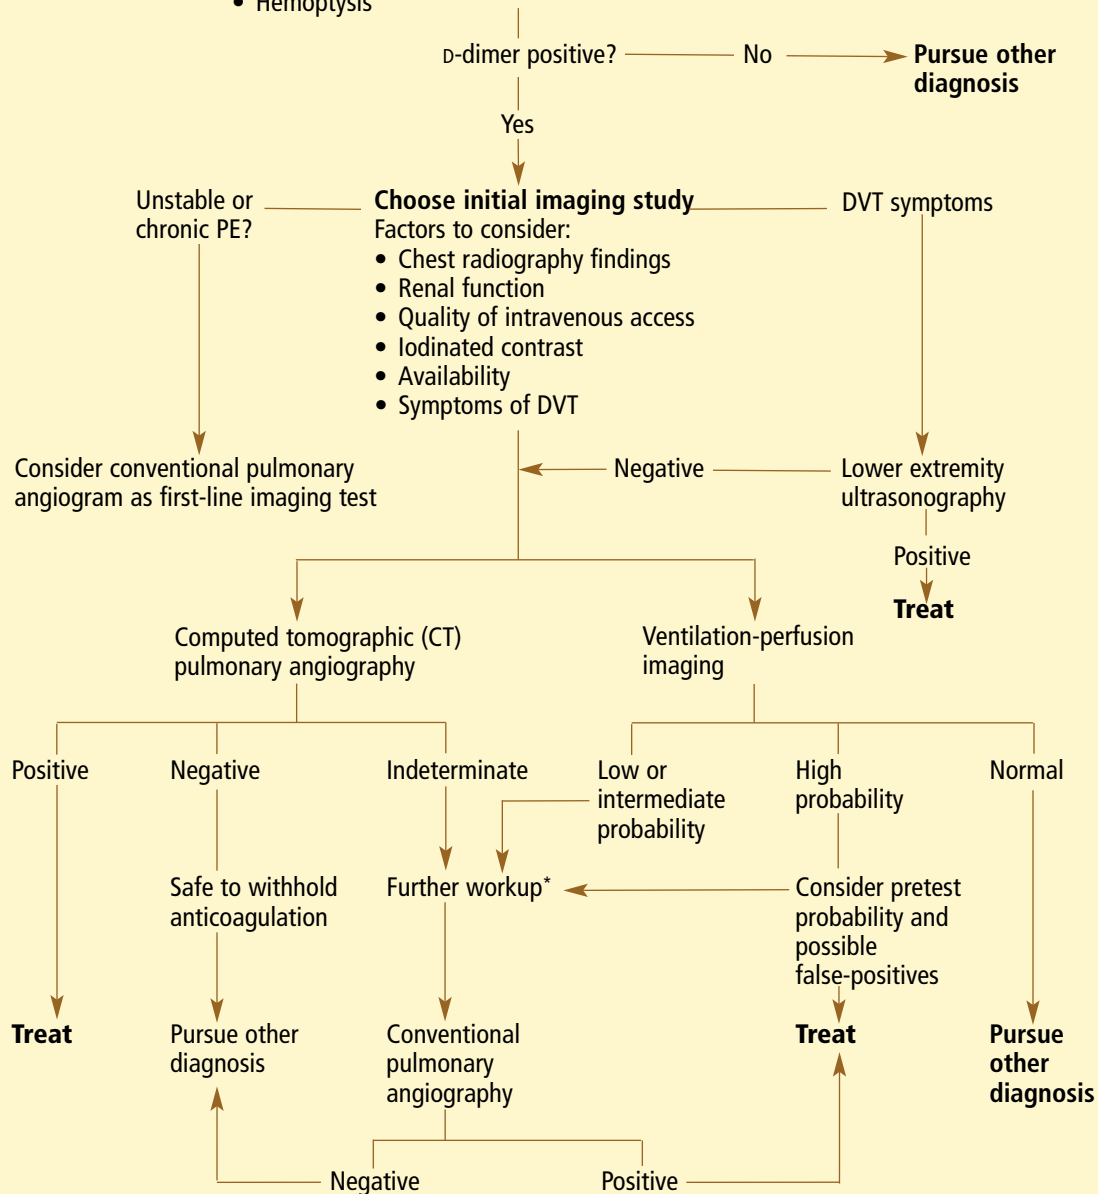 • Hemoptysis
D-dimer positive?
No
Pursue other
diagnosis
Yes
Unstable or
chronic PE?
Choose initial imaging study
Factors to consider:
• Chest radiography findings
• Renal function
• Quality of intravenous access
• Iodinated contrast
• Availability
• Symptoms of DVT
DVT symptoms
Consider conventional pulmonary
angiogram as first-line imaging test
Negative
Lower extremity
ultrasonography
Positive
Treat
Computed tomographic (CT)
pulmonary angiography
Ventilation-perfusion
imaging
Positive
Negative
Indeterminate
Low or
intermediate
probability
High
probability
Normal
Safe to withhold
anticoagulation
Further workup*
Consider pretest
probability and
possible
false-positives
Treat
Pursue other
diagnosis
Conventional
pulmonary
angiography
Treat
Pursue
other
diagnosis
Negative
Positive